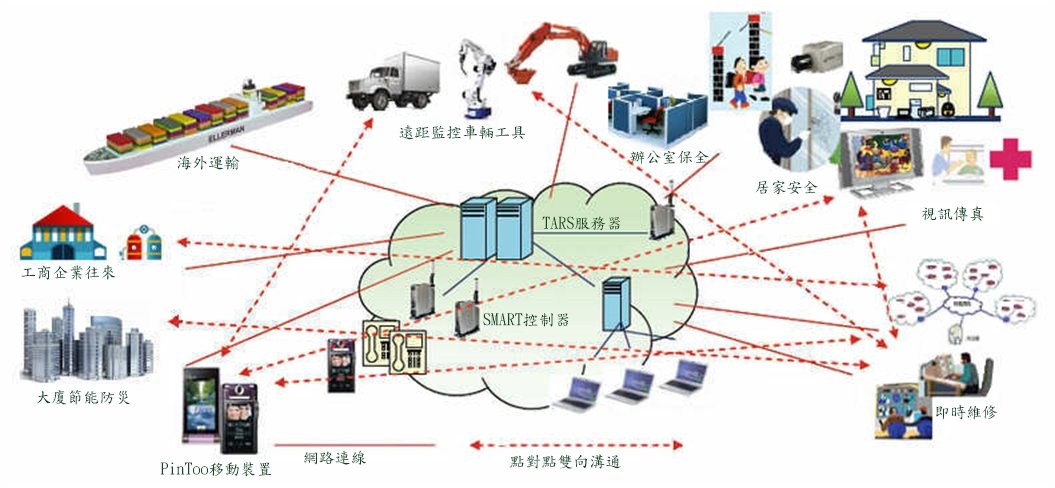 ELLERMAN
海外運輸
遠距監控車輛工具
辦公室保全
居家安全
視訊傳真
TARS服務器
工商企業往來
SMART控制器
大廈節能防災
即時維修
PinToo移動裝置
網路連線
點對點雙向溝通